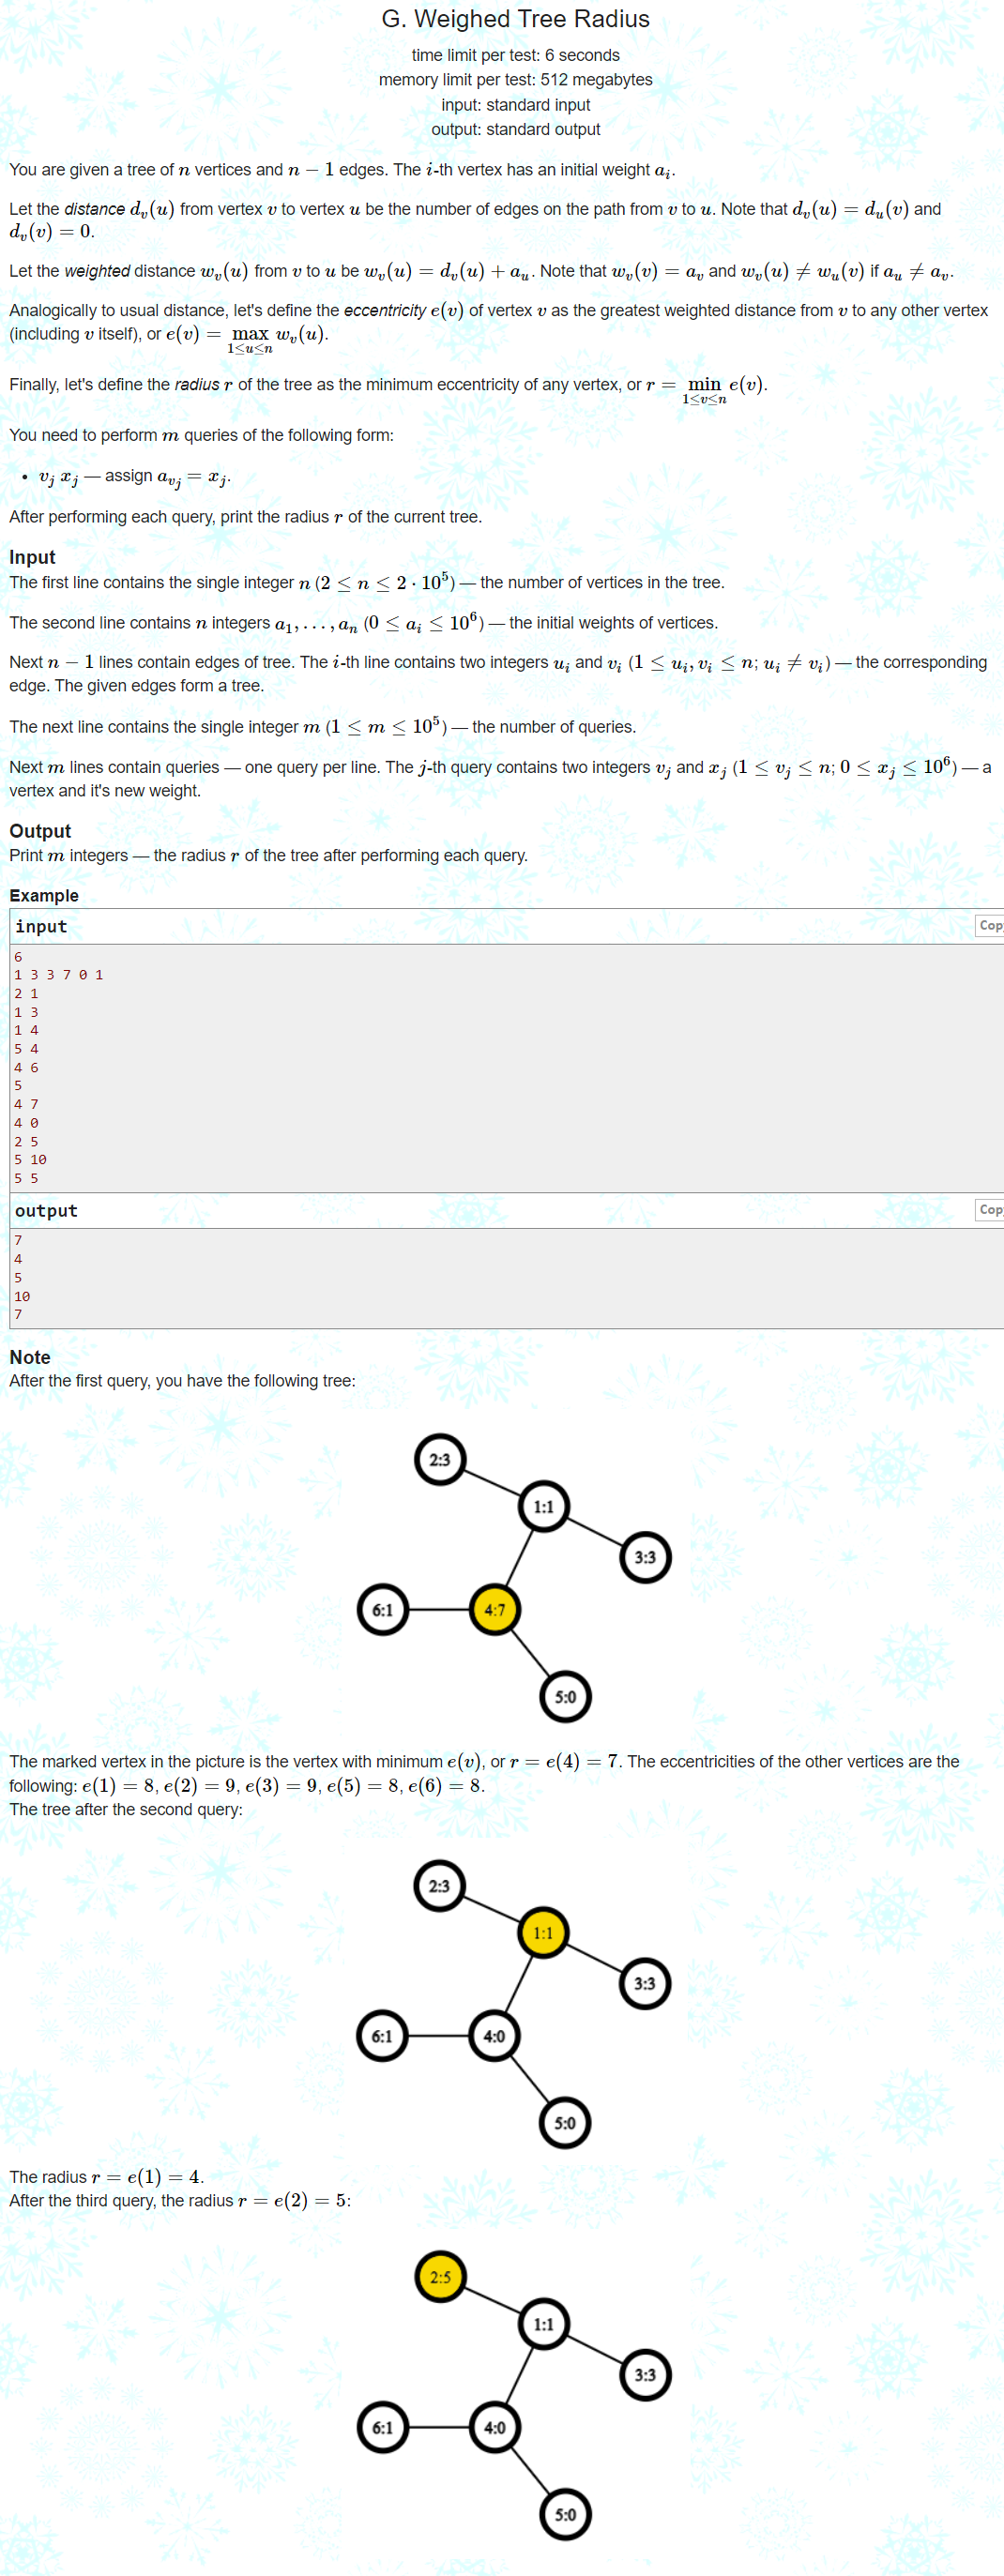 G. Weighed Tree Radius
time limit per test: 6 seconds
memory limit per test: 512 megabytes
input: standard input
output: standard output
You are given a tree of n vertices and n − 1 edges. The i-th vertex has an initial weight a_i.
Let the distance d_v(u) from vertex v to vertex u be the number of edges on the path from v to u. Note that d_v(u) = d_u(v) and
d_v(v) = 0.
Let the weighted distance w_v(u) from v to u be w_v(u) = d_v(u) + a_u. Note that w_v(v) = a_v and w_v(u) ≠ w_u(v) if a_u ≠ a_v.
Analogically to usual distance, let's define the eccentricity e(v) of vertex v as the greatest weighted distance from v to any other vertex
(including v itself), or e(v) = max_{1≤u≤n} w_v(u).
Finally, let's define the radius r of the tree as the minimum eccentricity of any vertex, or r = min_{1≤v≤n} e(v).
You need to perform m queries of the following form:
• v_j x_j — assign a_{v_j} = x_j.
After performing each query, print the radius r of the current tree.
Input
The first line contains the single integer n (2 ≤ n ≤ 2 · 10^5) — the number of vertices in the tree.
The second line contains n integers a_1, . . . , a_n (0 ≤ a_i ≤ 10^6) — the initial weights of vertices.
Next n − 1 lines contain edges of tree. The i-th line contains two integers u_i and v_i (1 ≤ u_i, v_i ≤ n; u_i ≠ v_i) — the corresponding
edge. The given edges form a tree.
The next line contains the single integer m (1 ≤ m ≤ 10^5) — the number of queries.
Next m lines contain queries — one query per line. The j-th query contains two integers v_j and x_j (1 ≤ v_j ≤ n; 0 ≤ x_j ≤ 10^6) — a
vertex and it's new weight.
Output
Print m integers — the radius r of the tree after performing each query.
Example
input
Cop
6
1 3 3 7 0 1
2 1
1 3
1 4
5 4
4 6
5
4 7
4 0
2 5
5 10
5 5
output
Cop
7
4
5
10
7
Note
After the first query, you have the following tree:
2:3
1:1
3:3
6:1
4:7
5:0
The marked vertex in the picture is the vertex with minimum e(v), or r = e(4) = 7. The eccentricities of the other vertices are the
following: e(1) = 8, e(2) = 9, e(3) = 9, e(5) = 8, e(6) = 8.
The tree after the second query:
2:3
1:1
3:3
6:1
4:0
5:0
The radius r = e(1) = 4.
After the third query, the radius r = e(2) = 5:
2:5
1:1
3:3
6:1
4:0
5:0